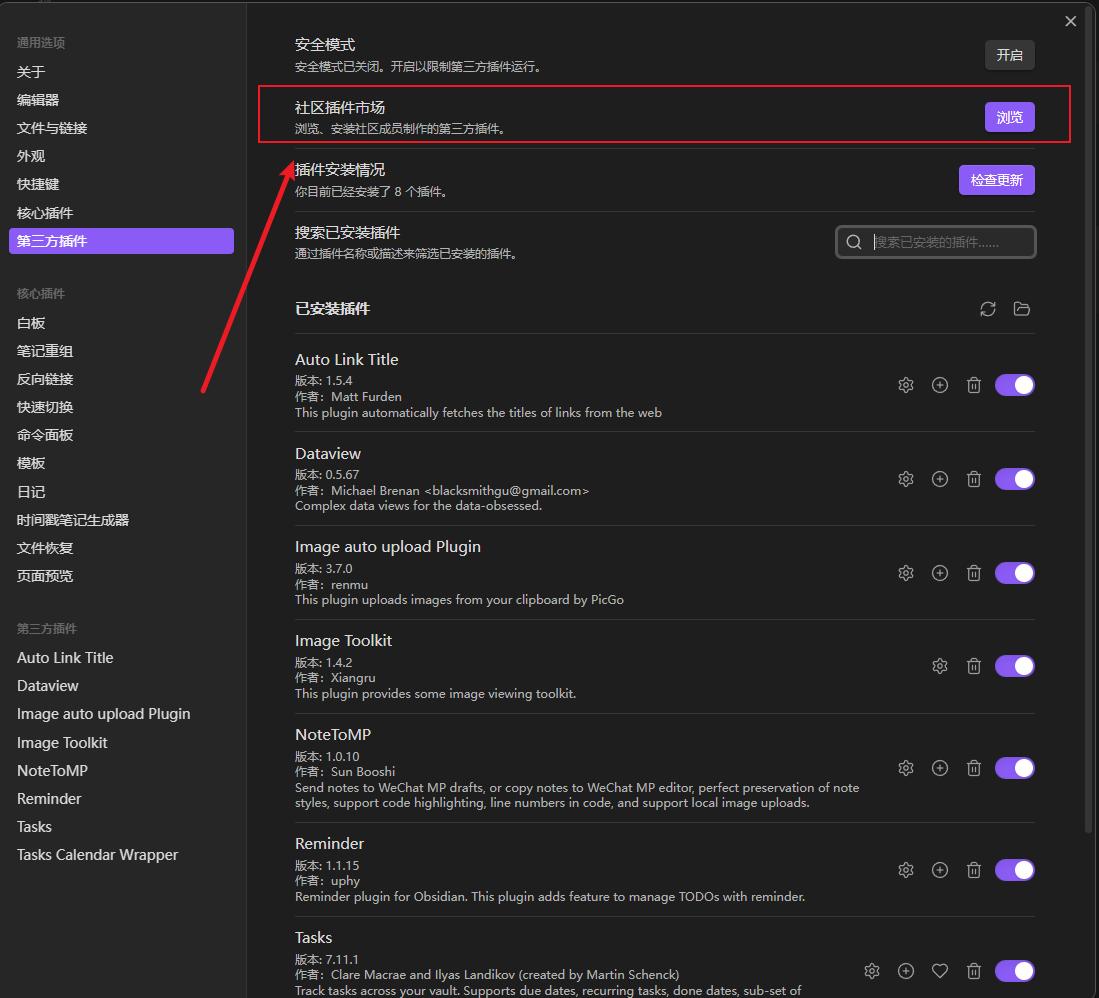 通用选项
关于
编辑器
文件与链接
外观
快捷键
核心插件
第三方插件
核心插件
白板
笔记重组
反向链接
快速切换
命令面板
模板
日记
时间戳笔记生成器
文件恢复
页面预览
第三方插件
Auto Link Title
Dataview
Image auto upload Plugin
Image Toolkit
NoteToMP
Reminder
Tasks
Tasks Calendar Wrapper
安全模式
安全模式已关闭。开启以限制第三方插件运行。
开启
社区插件市场
浏览、安装社区成员制作的第三方插件。
浏览
插件安装情况
你目前已经安装了 8 个插件。
检查更新
搜索已安装插件
通过插件名称或描述来筛选已安装的插件。
搜索已安装的插件......
已安装插件
Auto Link Title
版本: 1.5.4
作者：Matt Furden
This plugin automatically fetches the titles of links from the web
Dataview
版本: 0.5.67
作者：Michael Brenan <blacksmithgu@gmail.com>
Complex data views for the data-obsessed.
Image auto upload Plugin
版本: 3.7.0
作者：renmu
This plugin uploads images from your clipboard by PicGo
Image Toolkit
版本: 1.4.2
作者：Xiangru
This plugin provides some image viewing toolkit.
NoteToMP
版本: 1.0.10
作者：Sun Booshi
Send notes to WeChat MP drafts, or copy notes to WeChat MP editor, perfect preservation of note
styles, support code highlighting, line numbers in code, and support local image uploads.
Reminder
版本: 1.1.15
作者：uphy
Reminder plugin for Obsidian. This plugin adds feature to manage TODOs with reminder.
Tasks
版本: 7.11.1
作者：Clare Macrae and Ilyas Landikov (created by Martin Schenck)
Track tasks across your vault. Supports due dates, recurring tasks, done dates, sub-set of